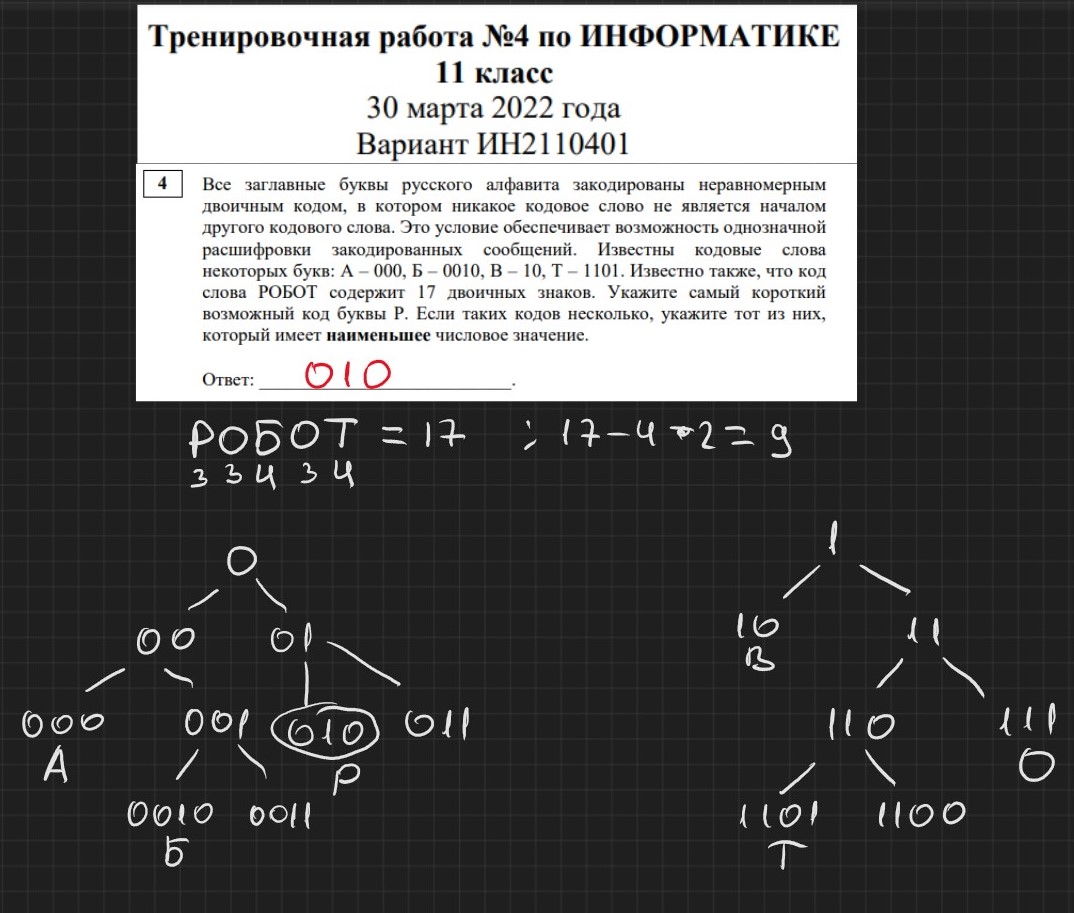 Тренировочная работа №4 по ИНФОРМАТИКЕ
11 класс
30 марта 2022 года
Вариант ИН2110401
4
Все заглавные буквы русского алфавита закодированы неравномерным
двоичным кодом, в котором никакое кодовое слово не является началом
другого кодового слова. Это условие обеспечивает возможность однозначной
расшифровки закодированных сообщений. Известны кодовые слова
некоторых букв: А – 000, Б – 0010, В – 10, Т – 1101. Известно также, что код
слова РОБОТ содержит 17 двоичных знаков. Укажите самый короткий
возможный код буквы Р. Если таких кодов несколько, укажите тот из них,
который имеет наименьшее числовое значение.
Ответ: 010.
РОБОТ = 17 ; 17-4•2= 9
3 3 4 3 4
0 1
00 01 10 11
В
000 001 010 011 110 111
А Р О
0010 0011 1101 1100
Б Т